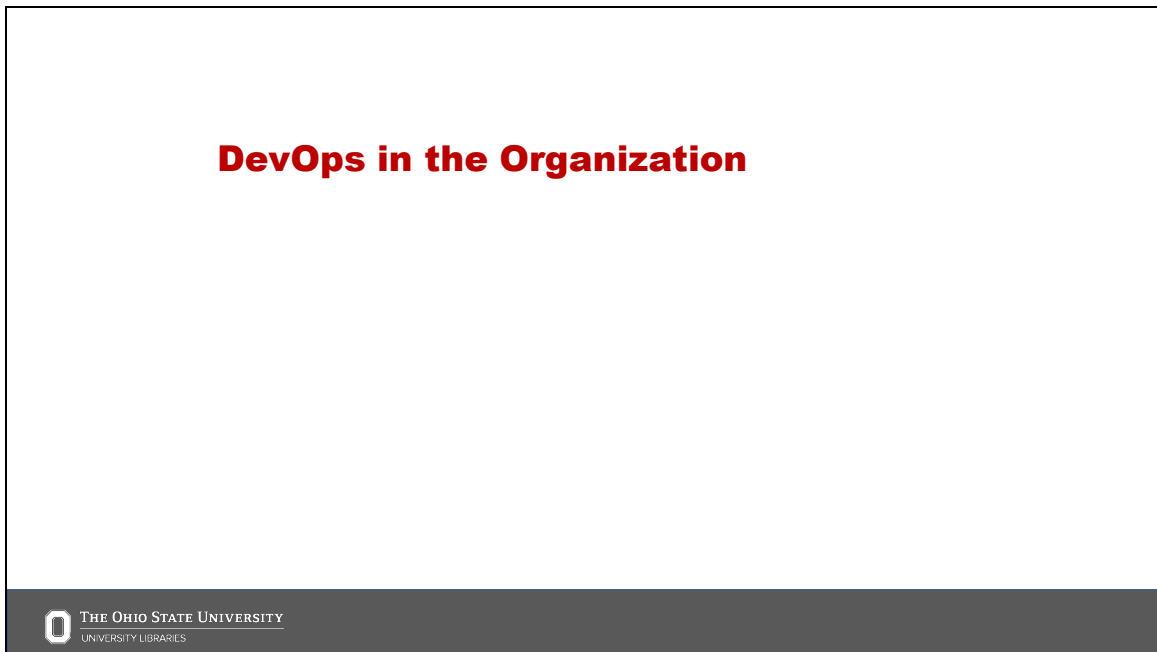 DevOps in the Organization
THE OHIO STATE UNIVERSITY
UNIVERSITY LIBRARIES